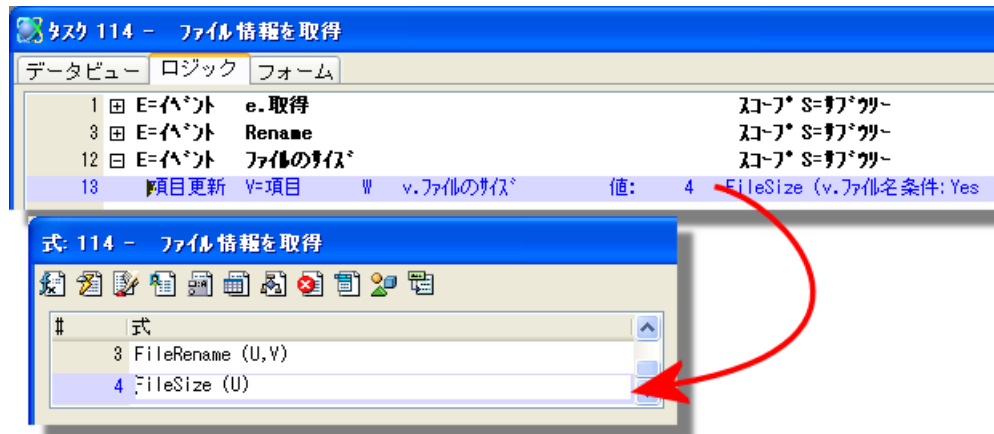 タスク 114 - ファイル情報を取得
データビュー ロジック フォーム
1 E=イベント e.取得 スコープ S=サブツリー
3 E=イベント Rename スコープ S=サブツリー
12 E=イベント ファイルのサイズ スコープ S=サブツリー
13 項目更新 V=項目 W v.ファイルのサイズ 値: 4 FileSize (v.ファイル名 条件: Yes
式: 114 - ファイル情報を取得
# 式
3 FileRename (U,V)
4 FileSize (U)